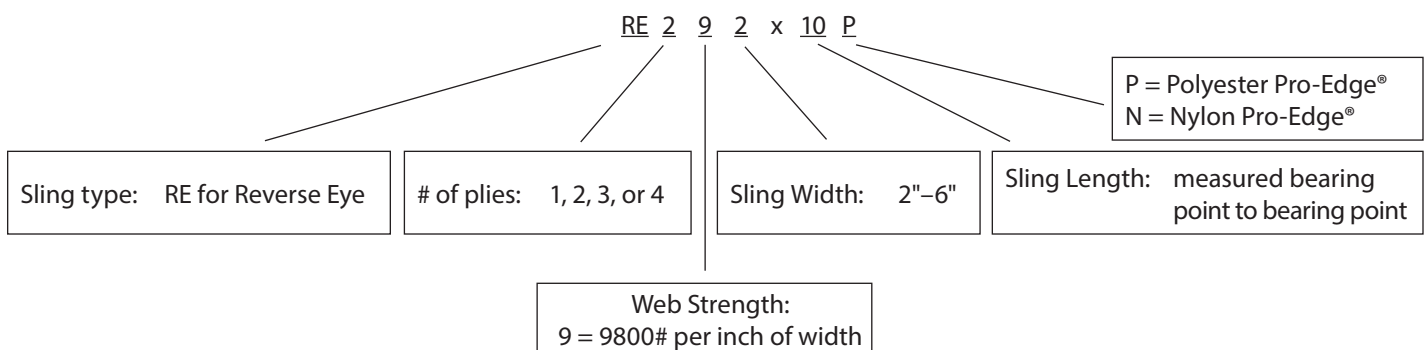 RE 2 9 2 x 10 P
P = Polyester Pro-Edge®
N = Nylon Pro-Edge®
Sling type: RE for Reverse Eye
# of plies: 1, 2, 3, or 4
Sling Width: 2"–6"
Sling Length: measured bearing
point to bearing point
Web Strength:
9 = 9800# per inch of width